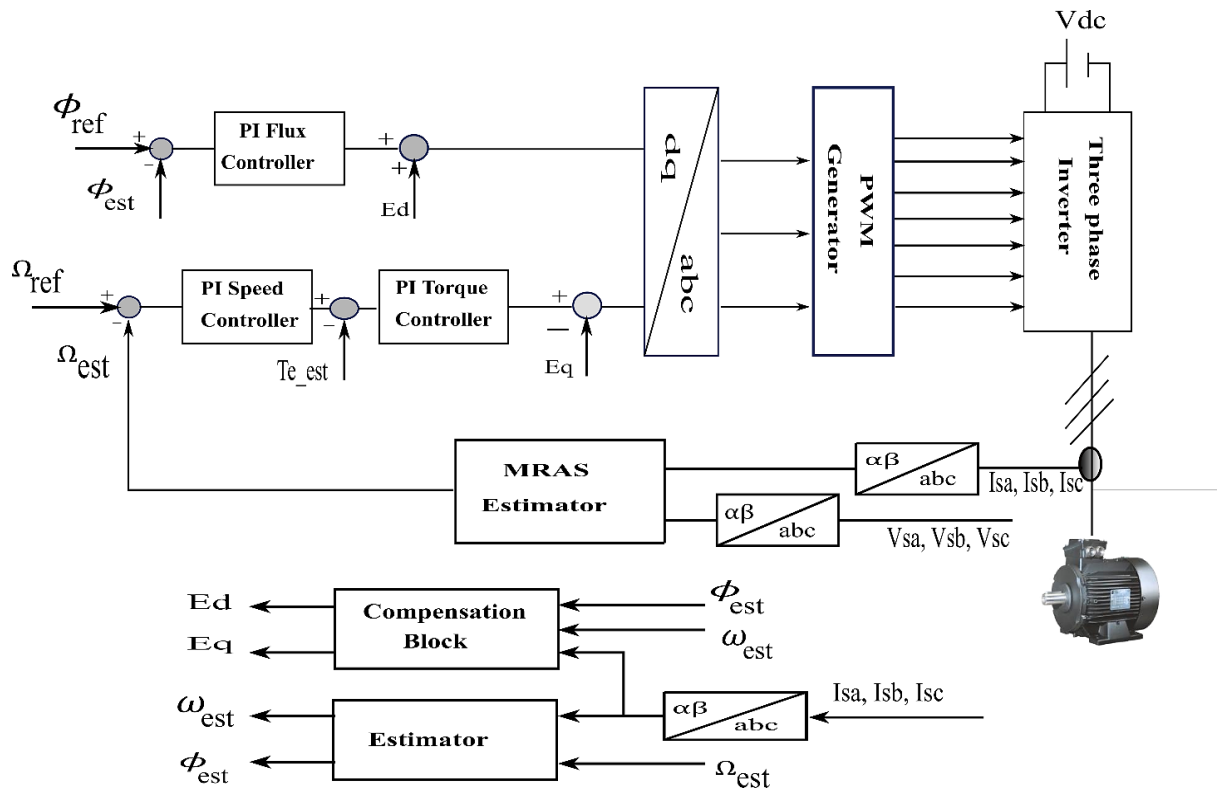 Vdc
ϕref
+
-
PI Flux
Controller
+
+
ϕest
Ed
dq
abc
PWM
Generator
Three phase
Inverter
Ωref
+
-
PI Speed
Controller
+
-
PI Torque
Controller
+
−
Ωest
Te_est
Eq
MRAS
Estimator
αβ
abc
Isa, Isb, Isc
αβ
abc
Vsa, Vsb, Vsc
Ed
Compensation
Block
ϕest
Eq
ωest
ωest
Estimator
αβ
abc
Isa, Isb, Isc
ϕest
Ωest